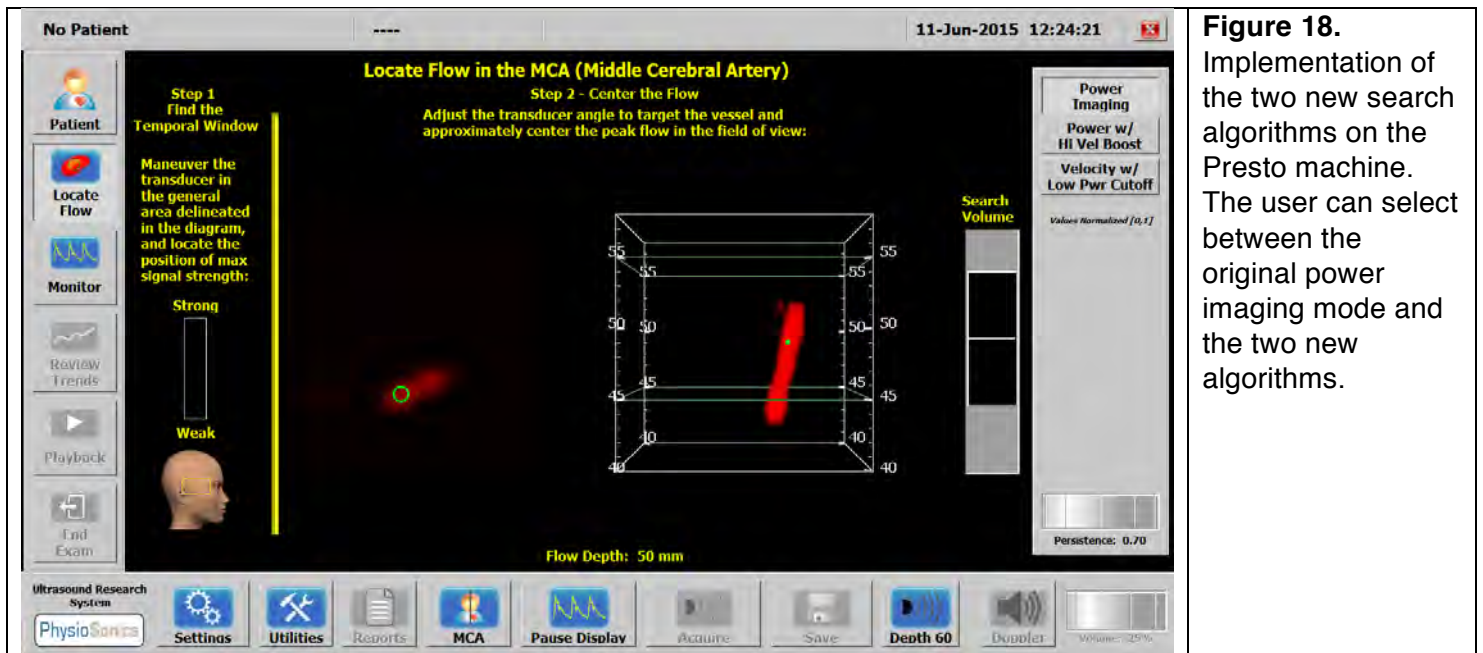 No Patient ---- 11-Jun-2015 12:24:21
Patient
Locate
Flow
Monitor
Review
Trends
Playback
End
Exam
Locate Flow in the MCA (Middle Cerebral Artery)
Step 1
Find the
Temporal Window
Maneuver the
transducer in
the general
area delineated
in the diagram,
and locate the
position of max
signal strength:
Strong
Weak
Step 2 - Center the Flow
Adjust the transducer angle to target the vessel and
approximately center the peak flow in the field of view:
55 55
55 55
50 50 50 50
45 45
45 45
40 40
40 40
Flow Depth: 50 mm
Search
Volume
Power
Imaging
Power w/
Hi Vel Boost
Velocity w/
Low Pwr Cutoff
Values Normalized [0,1]
Persistence: 0.70
Ultrasound Research
System
PhysioSonics
Settings
Utilities
Reports
MCA
Pause Display
Acquire
Save
Depth 60
Doppler
Volume: 25%
Figure 18.
Implementation of
the two new search
algorithms on the
Presto machine.
The user can select
between the
original power
imaging mode and
the two new
algorithms.